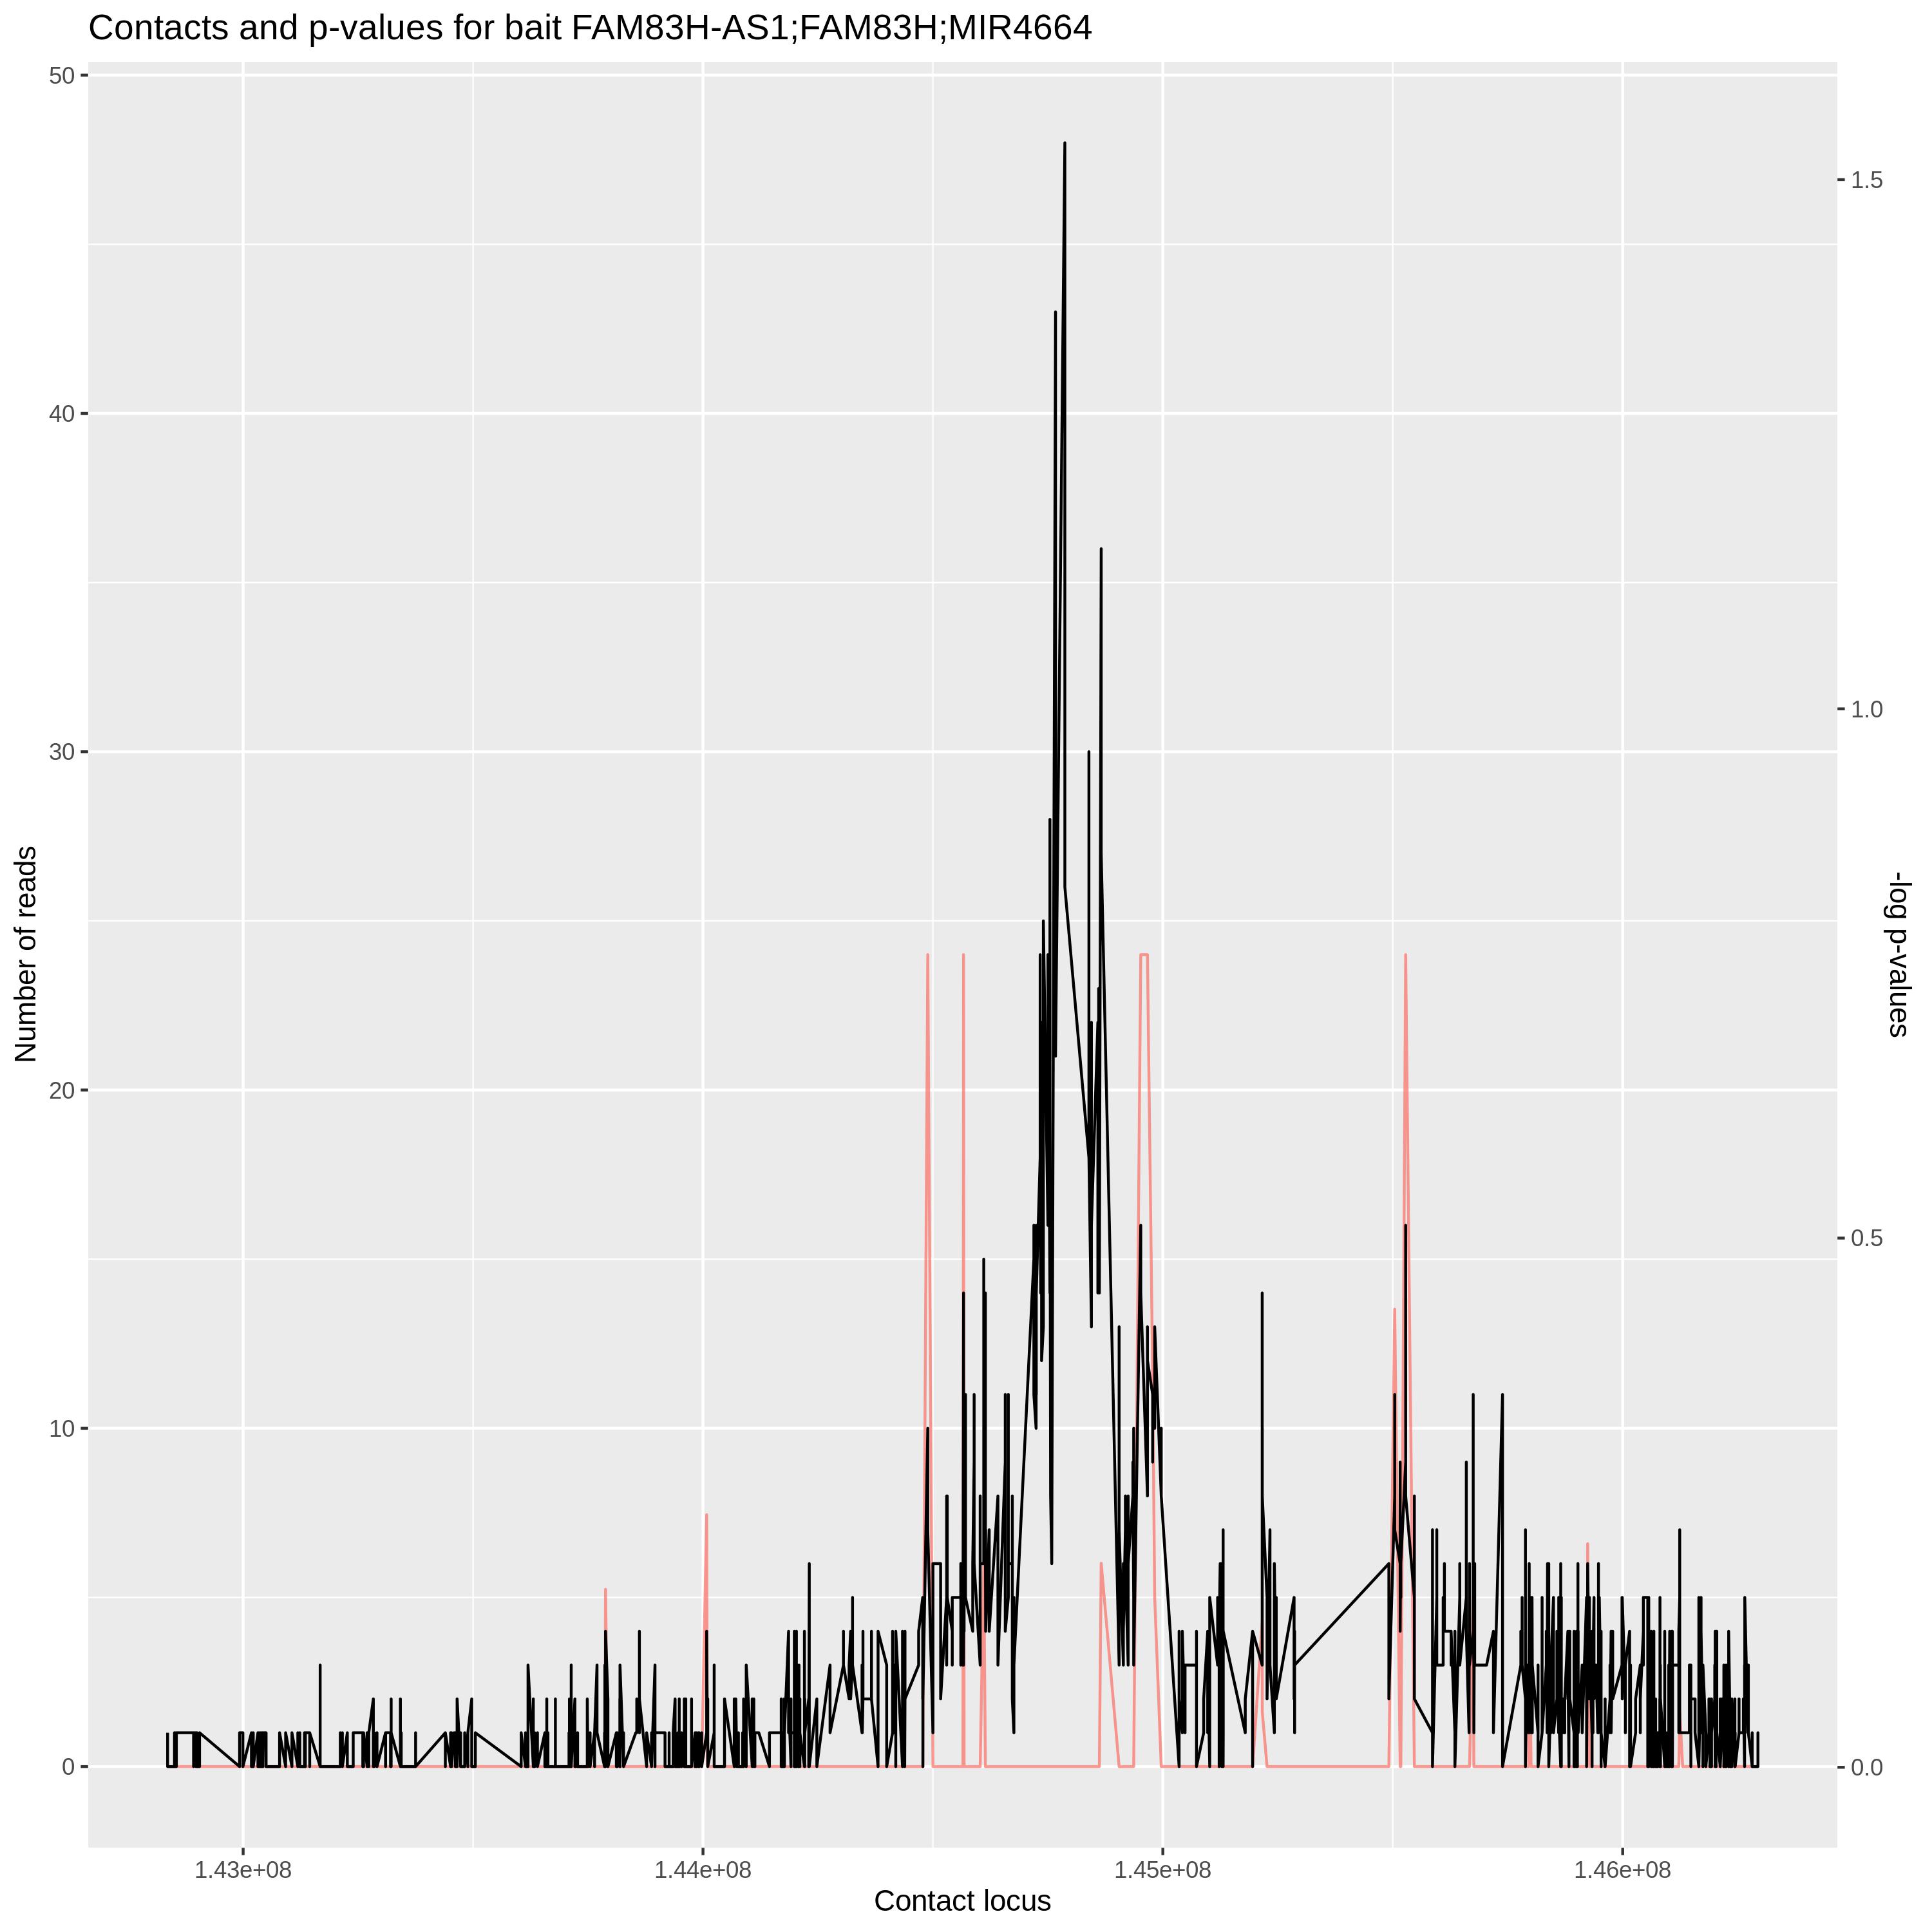 Contacts and p-values for bait FAM83H-AS1;FAM83H;MIR4664
50
40
30
20
10
0
Number of reads
1.5
1.0
0.5
0.0
-log p-values
1.43e+08
1.44e+08
1.45e+08
1.46e+08
Contact locus